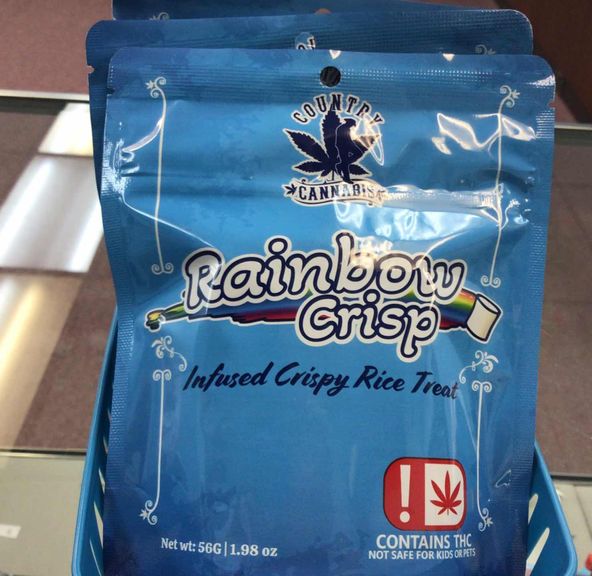 COUNTRY
CANNABIS
Rainbow
Crisp
Infused Crispy Rice Treat
CONTAINS THC
NOT SAFE FOR KIDS OR PETS
Net wt: 56G | 1.98 oz